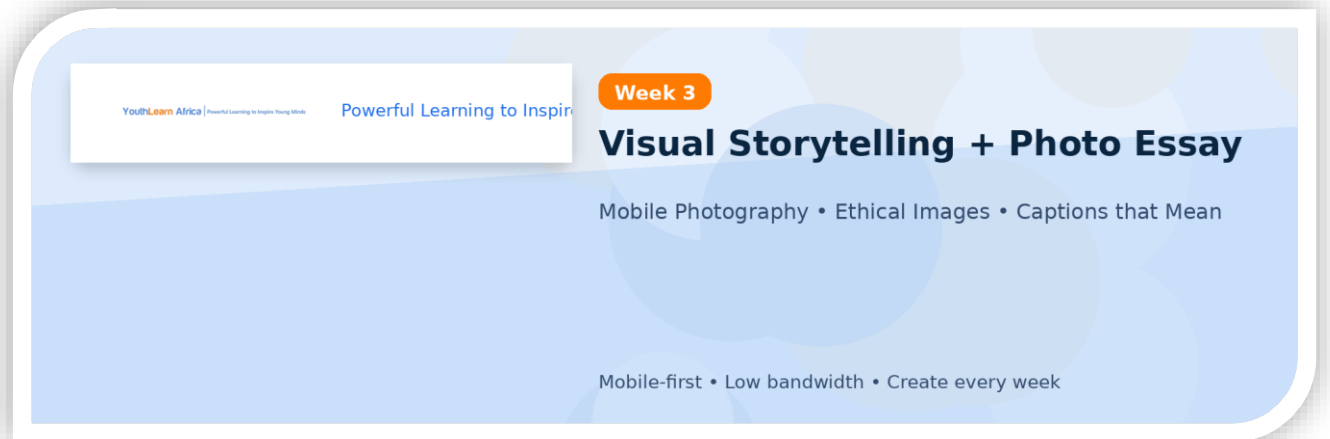 YouthLearn Africa
Powerful Learning to Inspire Young Minds
Powerful Learning to Inspir
Week 3
Visual Storytelling + Photo Essay
Mobile Photography • Ethical Images • Captions that Mean
Mobile-first • Low bandwidth • Create every week